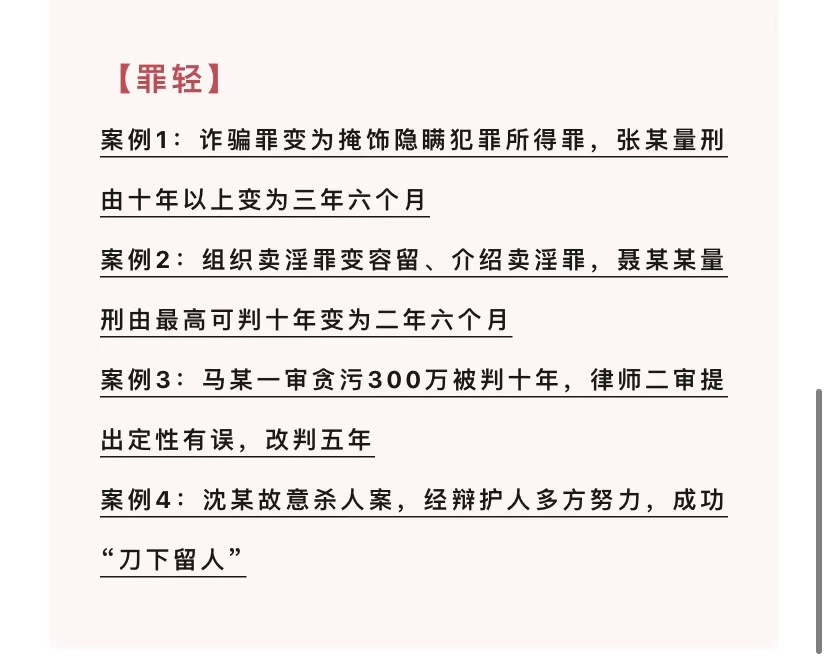 【罪轻】
案例1：诈骗罪变为掩饰隐瞒犯罪所得罪，张某量刑
由十年以上变为三年六个月
案例2：组织卖淫罪变容留、介绍卖淫罪，聂某某量
刑由最高可判十年变为二年六个月
案例3：马某一审贪污300万被判十年，律师二审提
出定性有误，改判五年
案例4：沈某故意杀人案，经辩护人多方努力，成功
“刀下留人”